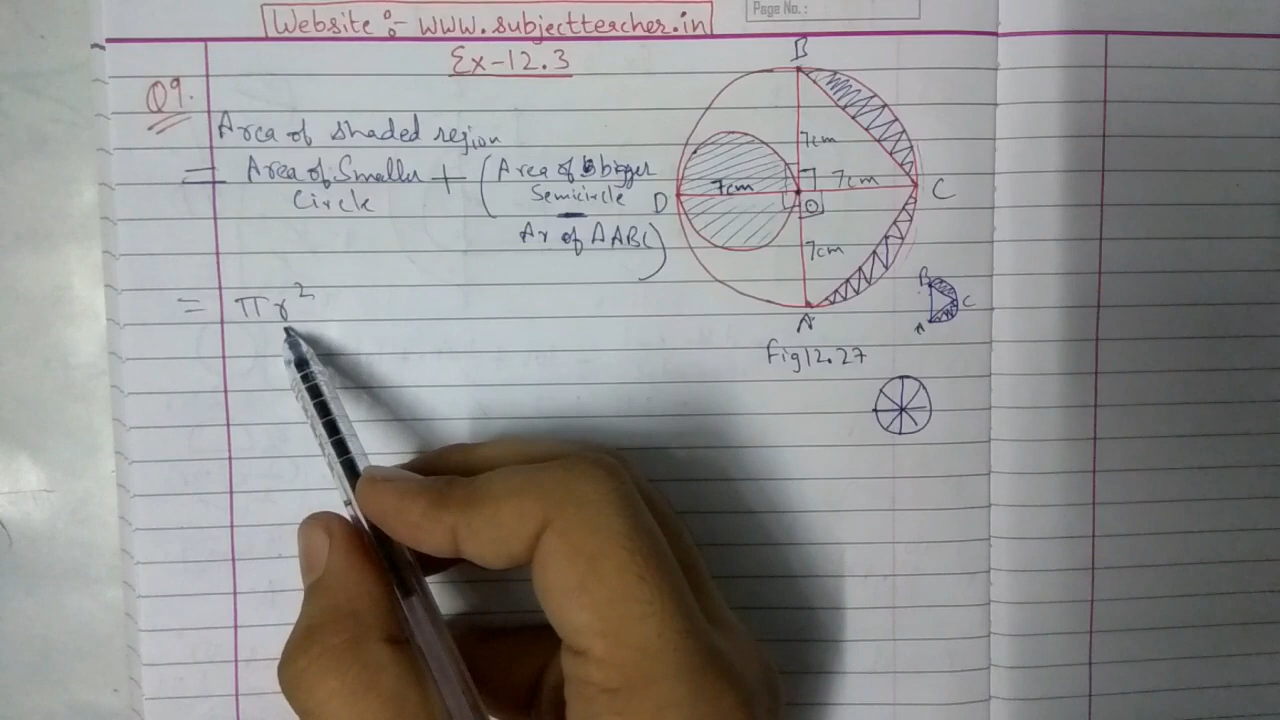 Website :- www.subjectteacher.in
Page No. :
Ex-12.3
Q9.
Area of shaded region
= Area of Smaller Circle + (Area of bigger Semicircle - Ar of ΔABC)
= πr²
B
7cm
7cm
7cm
D
O
C
7cm
A
Fig 12.27
B
C
A